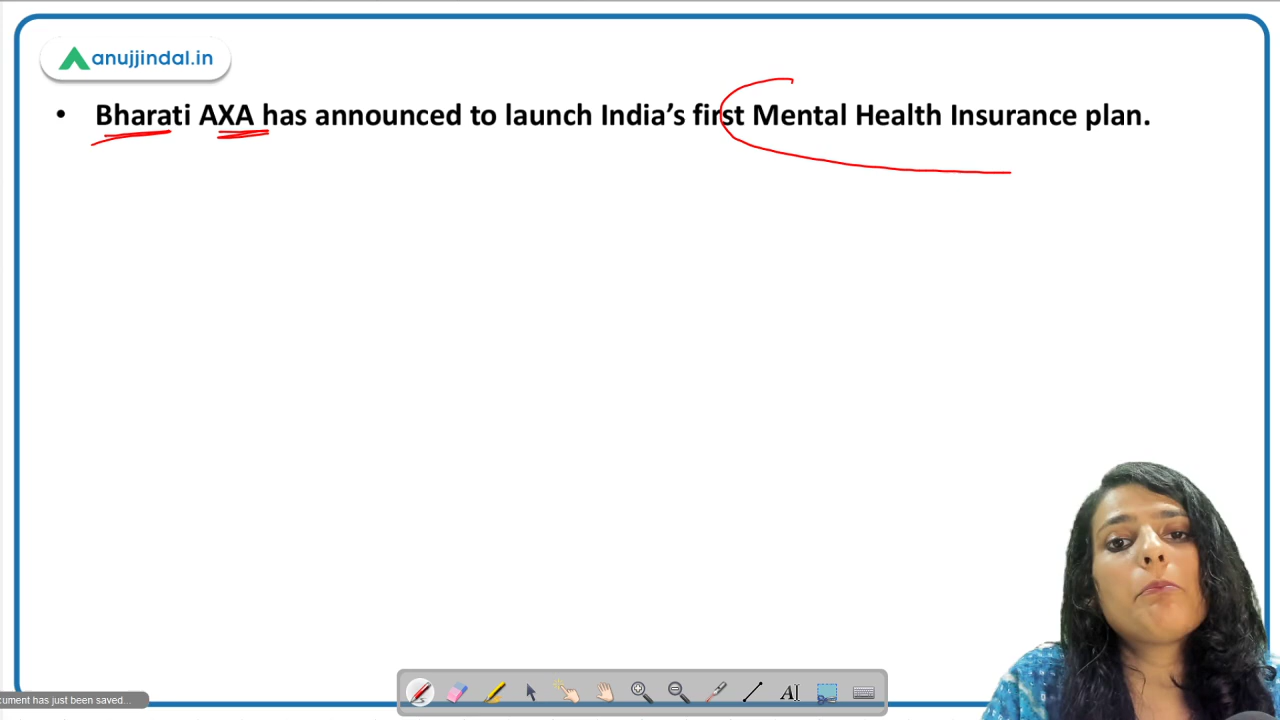 anujjindal.in
• Bharati AXA has announced to launch India’s first Mental Health Insurance plan.
cument has just been saved...
AI